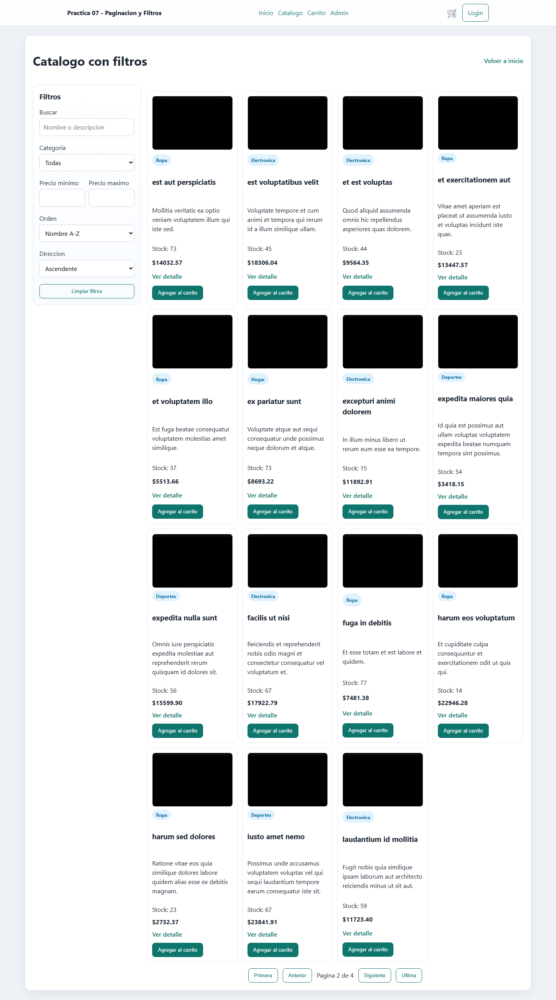 Practica 07 - Paginacion y Filtros
Inicio Catalogo Carrito Admin
Login
Catalogo con filtros
Volver a inicio
Filtros
Buscar
Nombre o descripcion
Categoria
Todas
Precio minimo Precio maximo
Orden
Nombre A-Z
Direccion
Ascendente
Limpiar filtros
Ropa
est aut perspiciatis
Mollitia veritatis ea optio
veniam voluptatem illum qui
iste sed.
Stock: 73
$14032.57
Ver detalle
Agregar al carrito
Electronica
est voluptatibus velit
Voluptate tempore et cum
animi et tempora qui rerum
id a illum similique ullam.
Stock: 45
$18306.04
Ver detalle
Agregar al carrito
Electronica
et est voluptas
Quod aliquid assumenda
omnis hic repellendus
asperiores quas dolorem.
Stock: 44
$9564.35
Ver detalle
Agregar al carrito
Ropa
et exercitationem aut
Vitae amet aperiam est
placeat ut assumenda iusto
et voluptas incidunt iste
quas.
Stock: 23
$13447.57
Ver detalle
Agregar al carrito
Ropa
et voluptatem illo
Est fuga beatae consequatur
voluptatem molestias amet
similique.
Stock: 37
$5513.66
Ver detalle
Agregar al carrito
Hogar
ex pariatur sunt
Voluptate atque aut sequi
consequatur unde possimus
neque dolorum et atque.
Stock: 73
$8693.22
Ver detalle
Agregar al carrito
Electronica
excepturi animi
dolorem
In illum minus libero ut
rerum eum esse ea tempore.
Stock: 15
$11892.91
Ver detalle
Agregar al carrito
Deportes
expedita maiores quia
Id quia est possimus aut
ullam voluptas voluptatem
expedita beatae numquam
tempora sint possimus.
Stock: 54
$3418.15
Ver detalle
Agregar al carrito
Deportes
expedita nulla sunt
Omnis iure perspiciatis
expedita molestiae aut
reprehenderit rerum
quisquam id dolores sit.
Stock: 56
$15599.90
Ver detalle
Agregar al carrito
Electronica
facilis ut nisi
Reiciendis et reprehenderit
nobis odio magni et
consectetur consequatur vel
voluptatum et.
Stock: 67
$17922.79
Ver detalle
Agregar al carrito
Ropa
fuga in debitis
Et esse totam et est labore et
quidem.
Stock: 77
$7481.38
Ver detalle
Agregar al carrito
Ropa
harum eos voluptatum
Et cupiditate culpa
consequuntur et
exercitationem odit ut quis
qui.
Stock: 14
$22946.28
Ver detalle
Agregar al carrito
Ropa
harum sed dolores
Ratione vitae eos quia
similique dolores labore
quidem alias esse ex debitis
magnam.
Stock: 23
$2732.37
Ver detalle
Agregar al carrito
Deportes
iusto amet nemo
Possimus unde accusamus
voluptatem voluptas vel qui
sequi laudantium tempore
earum consequatur iste sit.
Stock: 67
$23841.91
Ver detalle
Agregar al carrito
Electronica
laudantium id mollitia
Fugit nobis quia similique
ipsam laborum aut architecto
reiciendis minus ut sit aut.
Stock: 59
$11723.40
Ver detalle
Agregar al carrito
Primera Anterior Pagina 2 de 4 Siguiente Ultima